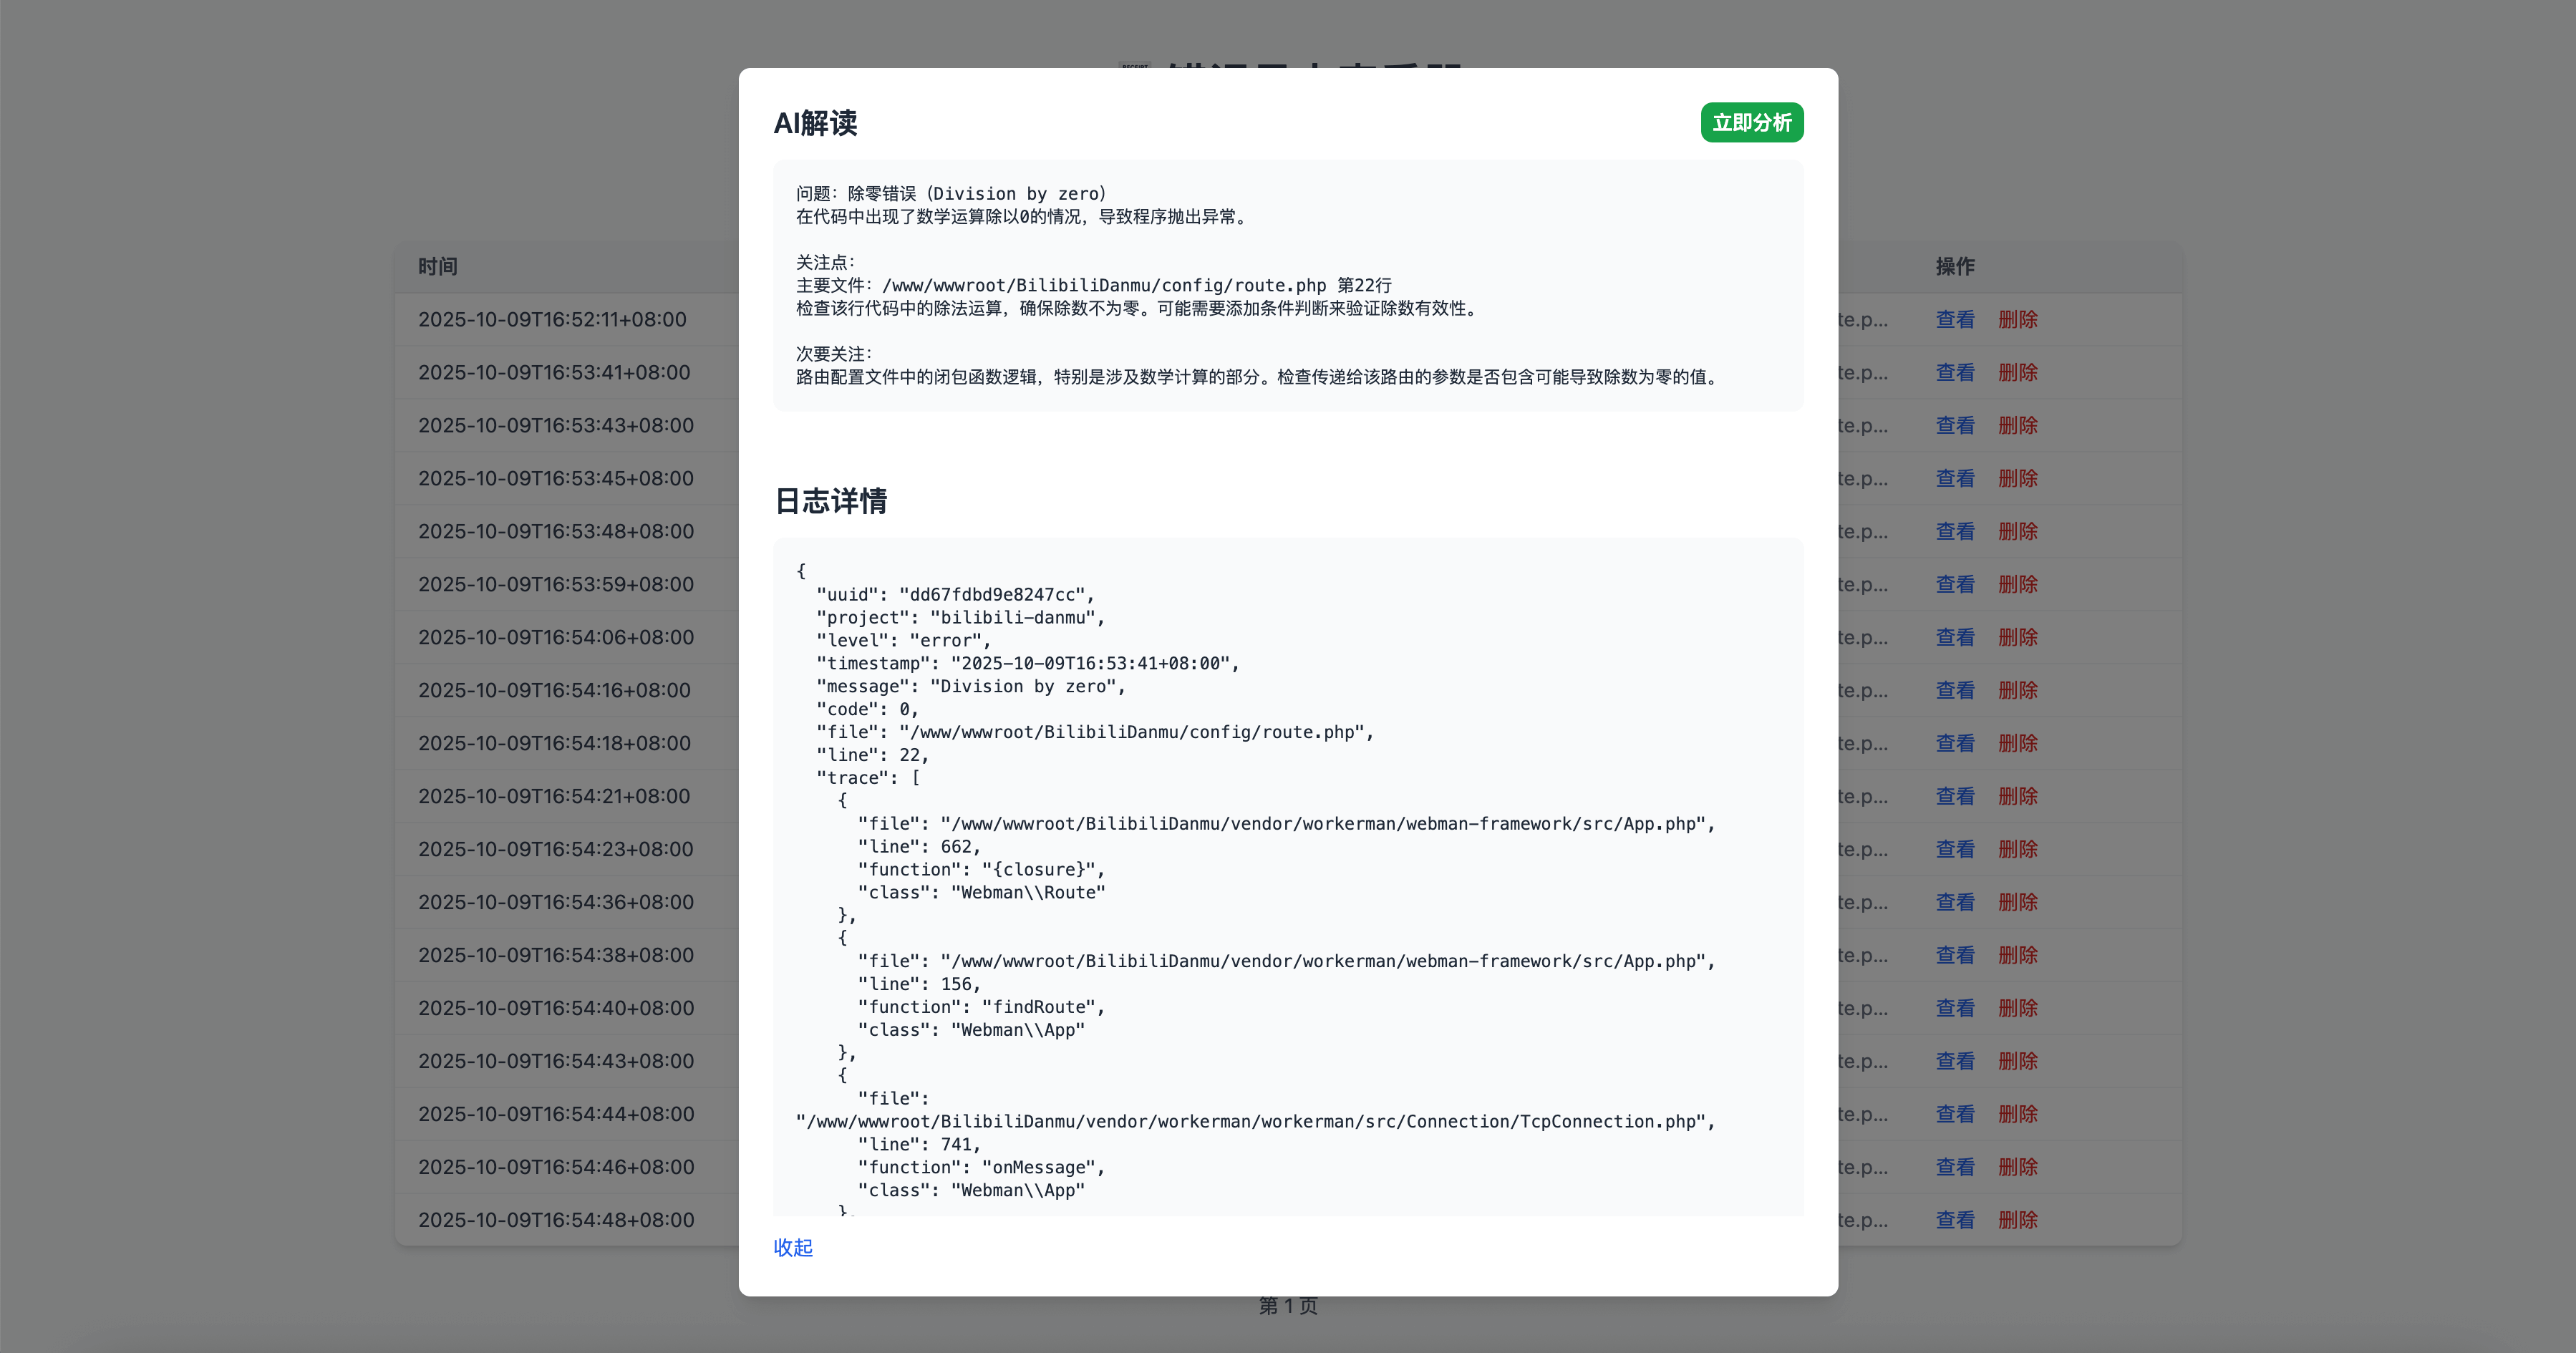 RECEIPT
AI解读
立即分析
问题：除零错误（Division by zero）
在代码中出现了数学运算除以0的情况，导致程序抛出异常。
关注点：
主要文件：/www/wwwroot/BilibiliDanmu/config/route.php 第22行
检查该行代码中的除法运算，确保除数不为零。可能需要添加条件判断来验证除数有效性。
次要关注：
路由配置文件中的闭包函数逻辑，特别是涉及数学计算的部分。检查传递给该路由的参数是否包含可能导致除数为零的值。
日志详情
{
"uuid": "dd67fdbd9e8247cc",
"project": "bilibili-danmu",
"level": "error",
"timestamp": "2025-10-09T16:53:41+08:00",
"message": "Division by zero",
"code": 0,
"file": "/www/wwwroot/BilibiliDanmu/config/route.php",
"line": 22,
"trace": [
{
"file": "/www/wwwroot/BilibiliDanmu/vendor/workerman/webman-framework/src/App.php",
"line": 662,
"function": "{closure}",
"class": "Webman\\Route"
},
{
"file": "/www/wwwroot/BilibiliDanmu/vendor/workerman/webman-framework/src/App.php",
"line": 156,
"function": "findRoute",
"class": "Webman\\App"
},
{
"file":
"/www/wwwroot/BilibiliDanmu/vendor/workerman/workerman/src/Connection/TcpConnection.php",
"line": 741,
"function": "onMessage",
"class": "Webman\\App"
},
收起
时间 操作
2025-10-09T16:52:11+08:00 te.p... 查看 删除
2025-10-09T16:53:41+08:00 te.p... 查看 删除
2025-10-09T16:53:43+08:00 te.p... 查看 删除
2025-10-09T16:53:45+08:00 te.p... 查看 删除
2025-10-09T16:53:48+08:00 te.p... 查看 删除
2025-10-09T16:53:59+08:00 te.p... 查看 删除
2025-10-09T16:54:06+08:00 te.p... 查看 删除
2025-10-09T16:54:16+08:00 te.p... 查看 删除
2025-10-09T16:54:18+08:00 te.p... 查看 删除
2025-10-09T16:54:21+08:00 te.p... 查看 删除
2025-10-09T16:54:23+08:00 te.p... 查看 删除
2025-10-09T16:54:36+08:00 te.p... 查看 删除
2025-10-09T16:54:38+08:00 te.p... 查看 删除
2025-10-09T16:54:40+08:00 te.p... 查看 删除
2025-10-09T16:54:43+08:00 te.p... 查看 删除
2025-10-09T16:54:44+08:00 te.p... 查看 删除
2025-10-09T16:54:46+08:00 te.p... 查看 删除
2025-10-09T16:54:48+08:00 te.p... 查看 删除
第 1 页